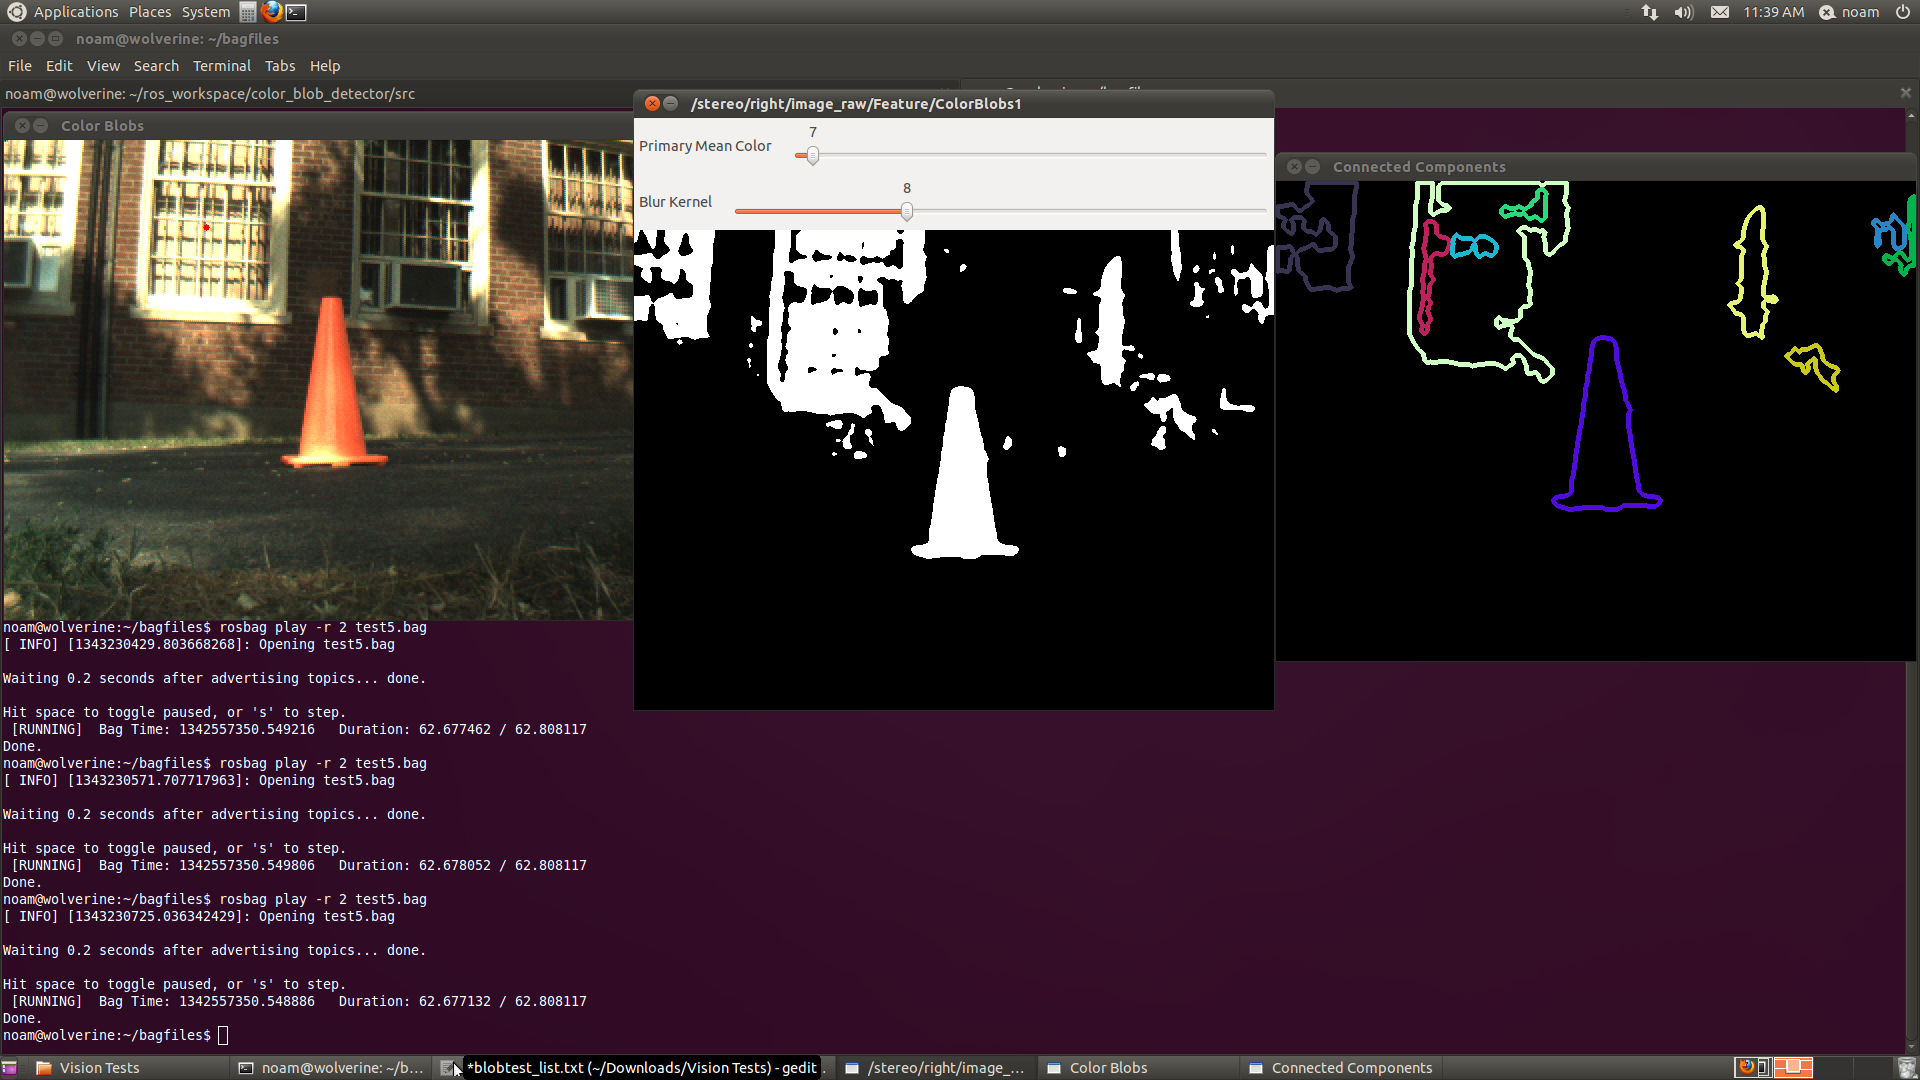 Applications Places System
11:39 AM noam
noam@wolverine: ~/bagfiles
File Edit View Search Terminal Tabs Help
noam@wolverine: ~/ros_workspace/color_blob_detector/src
Color Blobs
/stereo/right/image_raw/Feature/ColorBlobs1
Primary Mean Color 7
Blur Kernel 8
Connected Components
noam@wolverine:~/bagfiles$ rosbag play -r 2 test5.bag
[ INFO] [1343230429.803668268]: Opening test5.bag
Waiting 0.2 seconds after advertising topics... done.
Hit space to toggle paused, or 's' to step.
[RUNNING] Bag Time: 1342557350.549216 Duration: 62.677462 / 62.808117
Done.
noam@wolverine:~/bagfiles$ rosbag play -r 2 test5.bag
[ INFO] [1343230571.707717963]: Opening test5.bag
Waiting 0.2 seconds after advertising topics... done.
Hit space to toggle paused, or 's' to step.
[RUNNING] Bag Time: 1342557350.549806 Duration: 62.678052 / 62.808117
Done.
noam@wolverine:~/bagfiles$ rosbag play -r 2 test5.bag
[ INFO] [1343230725.036342429]: Opening test5.bag
Waiting 0.2 seconds after advertising topics... done.
Hit space to toggle paused, or 's' to step.
[RUNNING] Bag Time: 1342557350.548886 Duration: 62.677132 / 62.808117
Done.
noam@wolverine:~/bagfiles$
Vision Tests
noam@wolverine: ~/b...
*blobtest_list.txt (~/Downloads/Vision Tests) - gedit
/stereo/right/image_...
Color Blobs
Connected Components